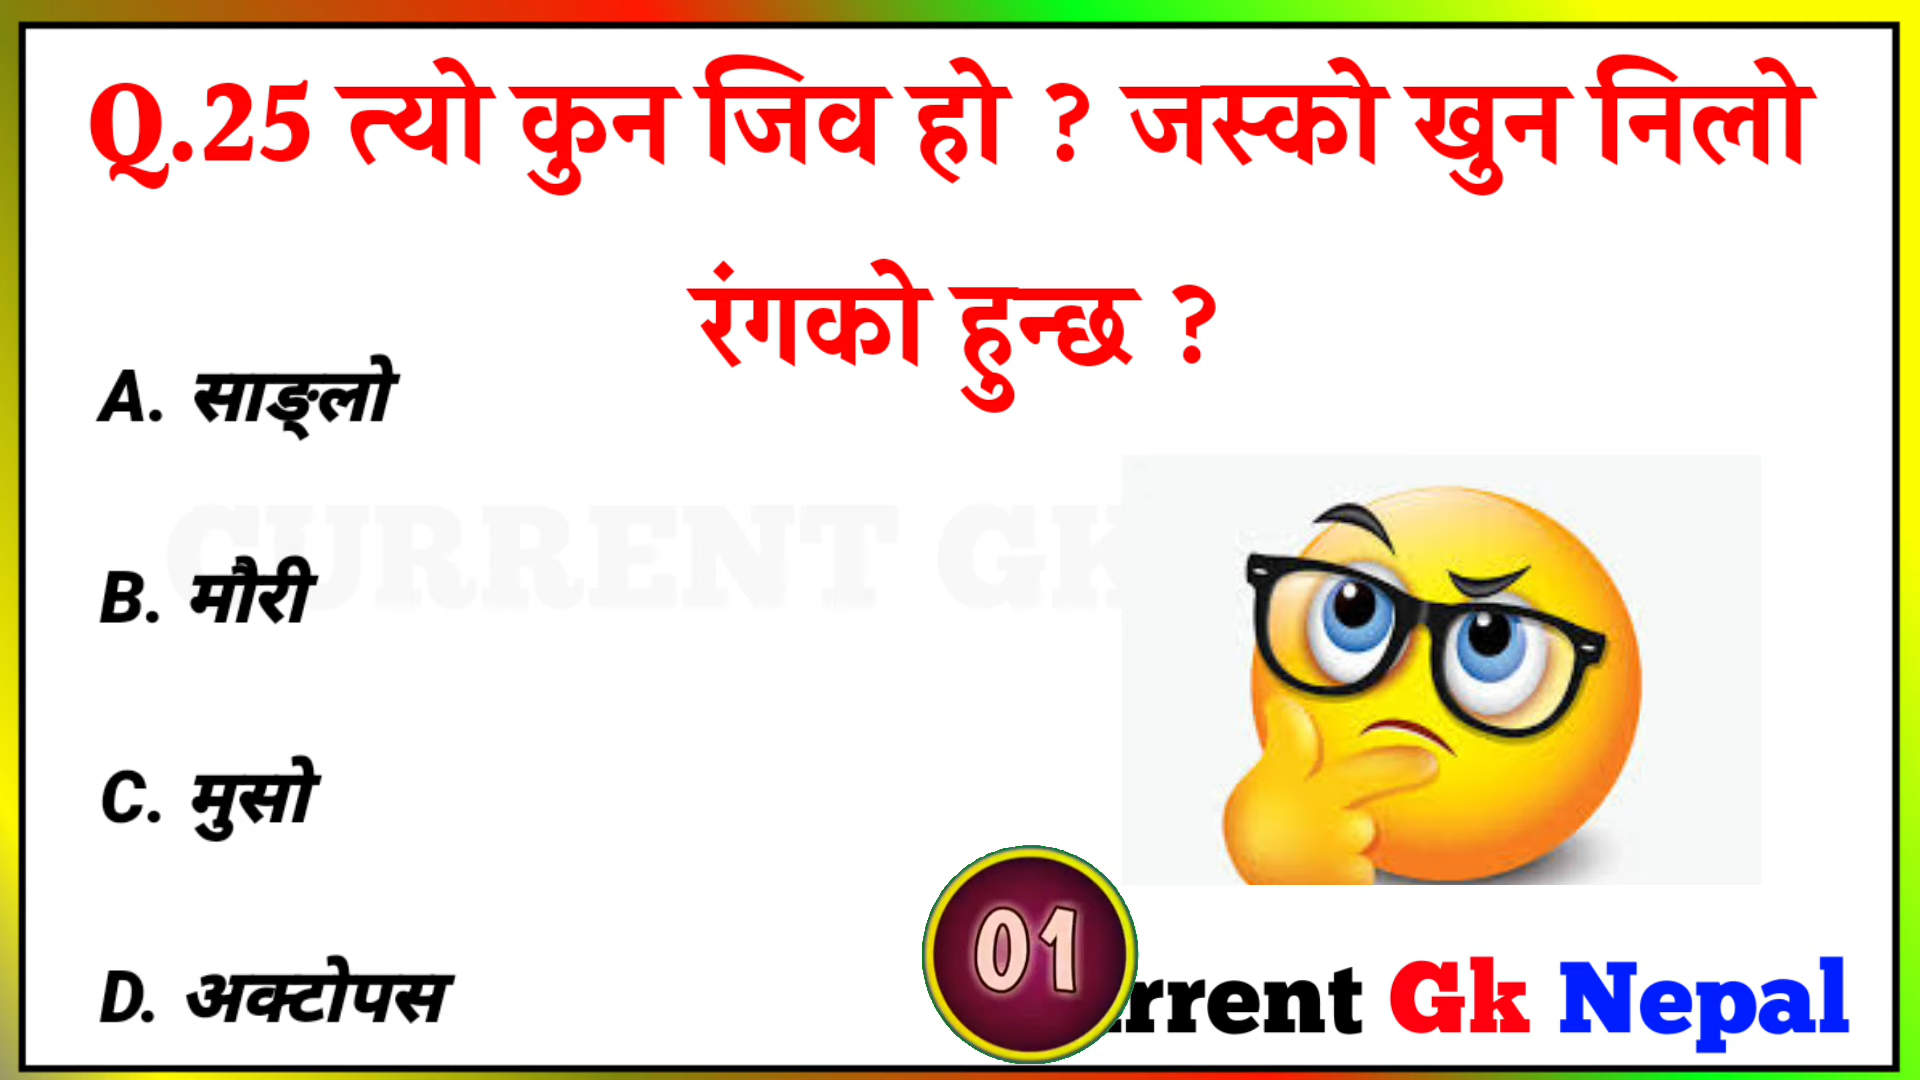 Q.25 त्यो कुन जिव हो ? जस्को खुन निलो
रंगको हुन्छ ?
A. साङ्लो
CURRENT GK
B. मौरी
C. मुसो
01
D. अक्टोपस
rrent Gk Nepal